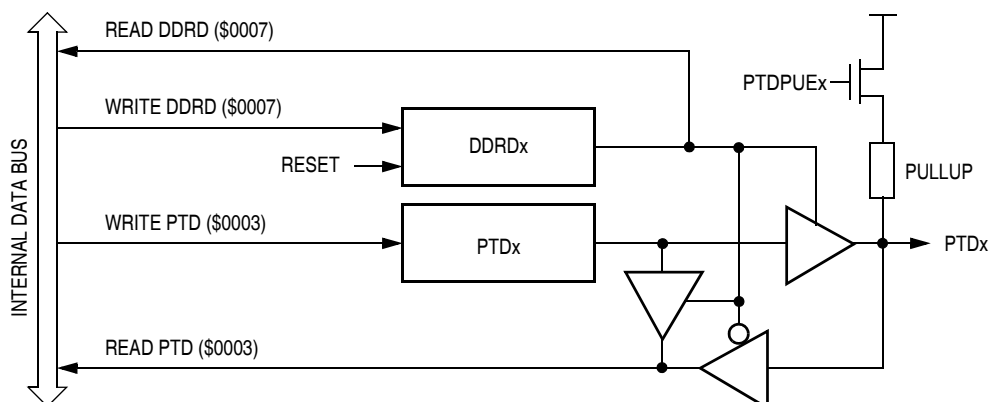 READ DDRD ($0007)
PTDPUEx
WRITE DDRD ($0007)
DDRDx
RESET
PULLUP
INTERNAL DATA BUS
WRITE PTD ($0003)
PTDx
PTDx
READ PTD ($0003)